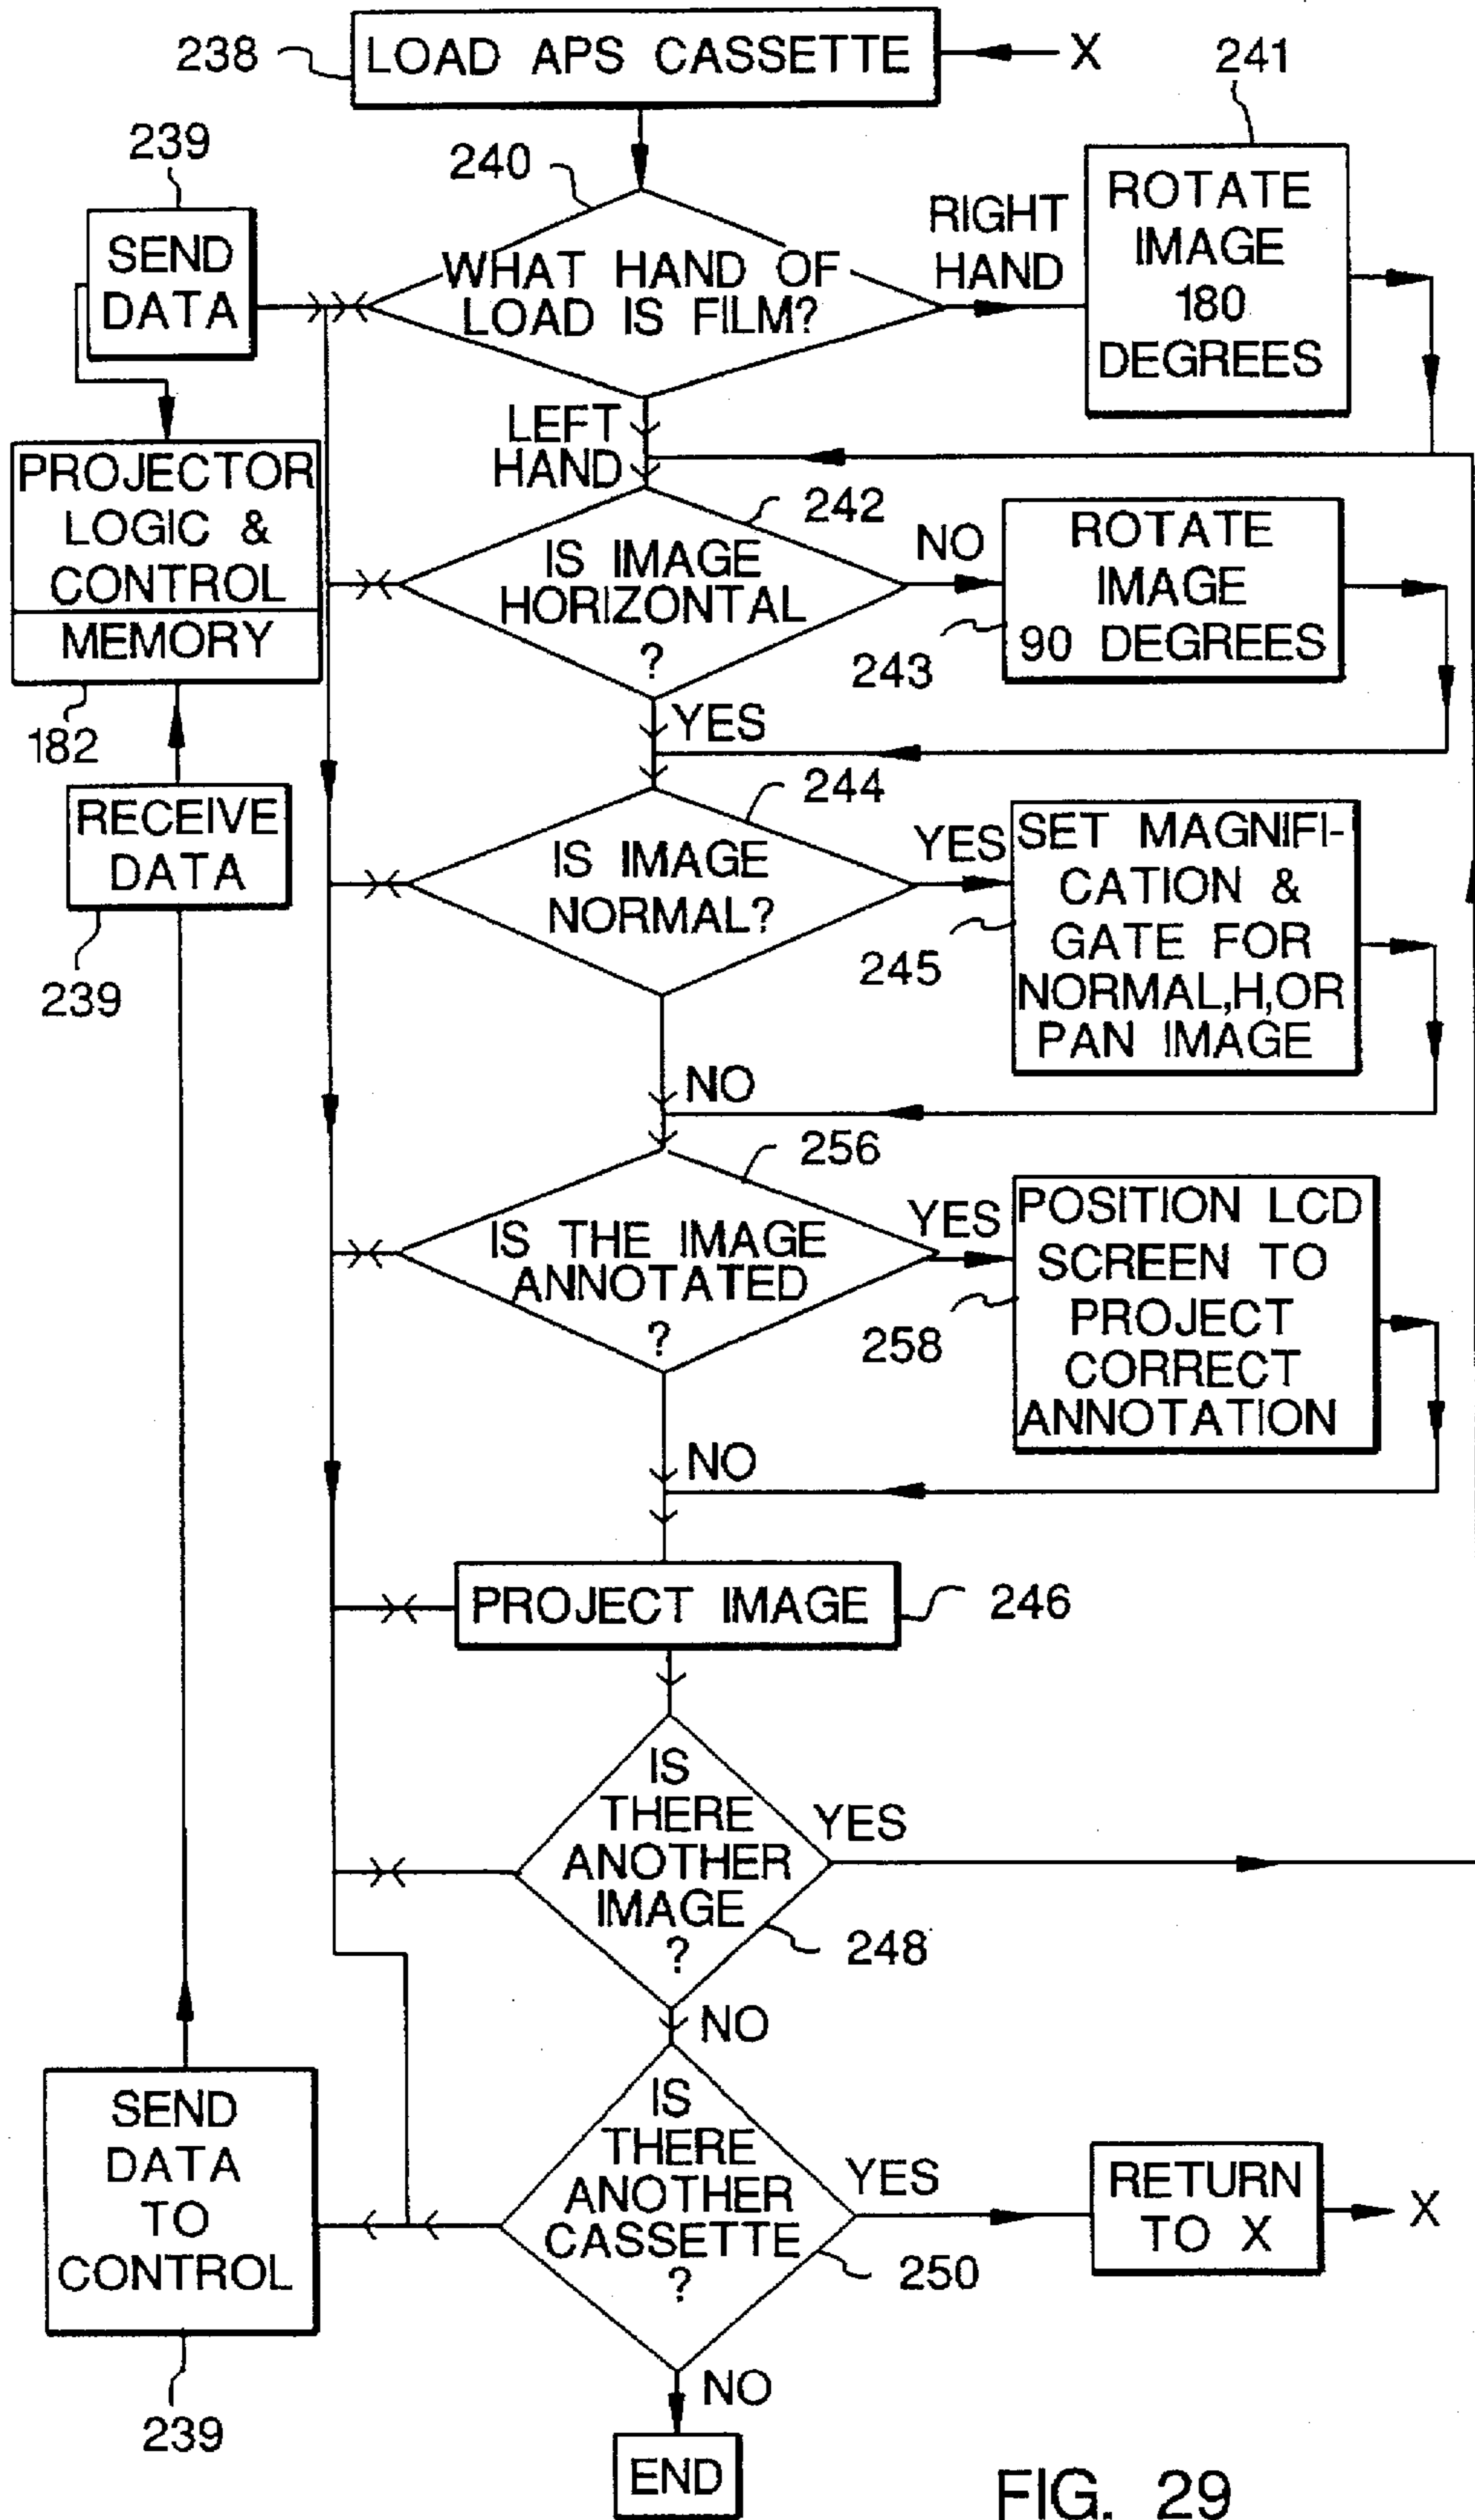 238
LOAD APS CASSETTE
X
241
239
240
SEND
DATA
WHAT HAND OF
LOAD IS FILM?
RIGHT
HAND
ROTATE
IMAGE
180
DEGREES
LEFT
HAND
PROJECTOR
LOGIC &
CONTROL
MEMORY
182
242
IS IMAGE
HORIZONTAL
?
NO
ROTATE
IMAGE
90 DEGREES
243
YES
RECEIVE
DATA
239
244
IS IMAGE
NORMAL?
YES
SET MAGNIFI-
CATION &
GATE FOR
NORMAL,H,OR
PAN IMAGE
245
NO
256
IS THE IMAGE
ANNOTATED
?
YES
POSITION LCD
SCREEN TO
PROJECT
CORRECT
ANNOTATION
258
NO
PROJECT IMAGE
246
IS
THERE
ANOTHER
IMAGE
?
YES
248
NO
SEND
DATA
TO
CONTROL
239
IS
THERE
ANOTHER
CASSETTE
?
YES
250
RETURN
TO X
X
NO
END
FIG. 29